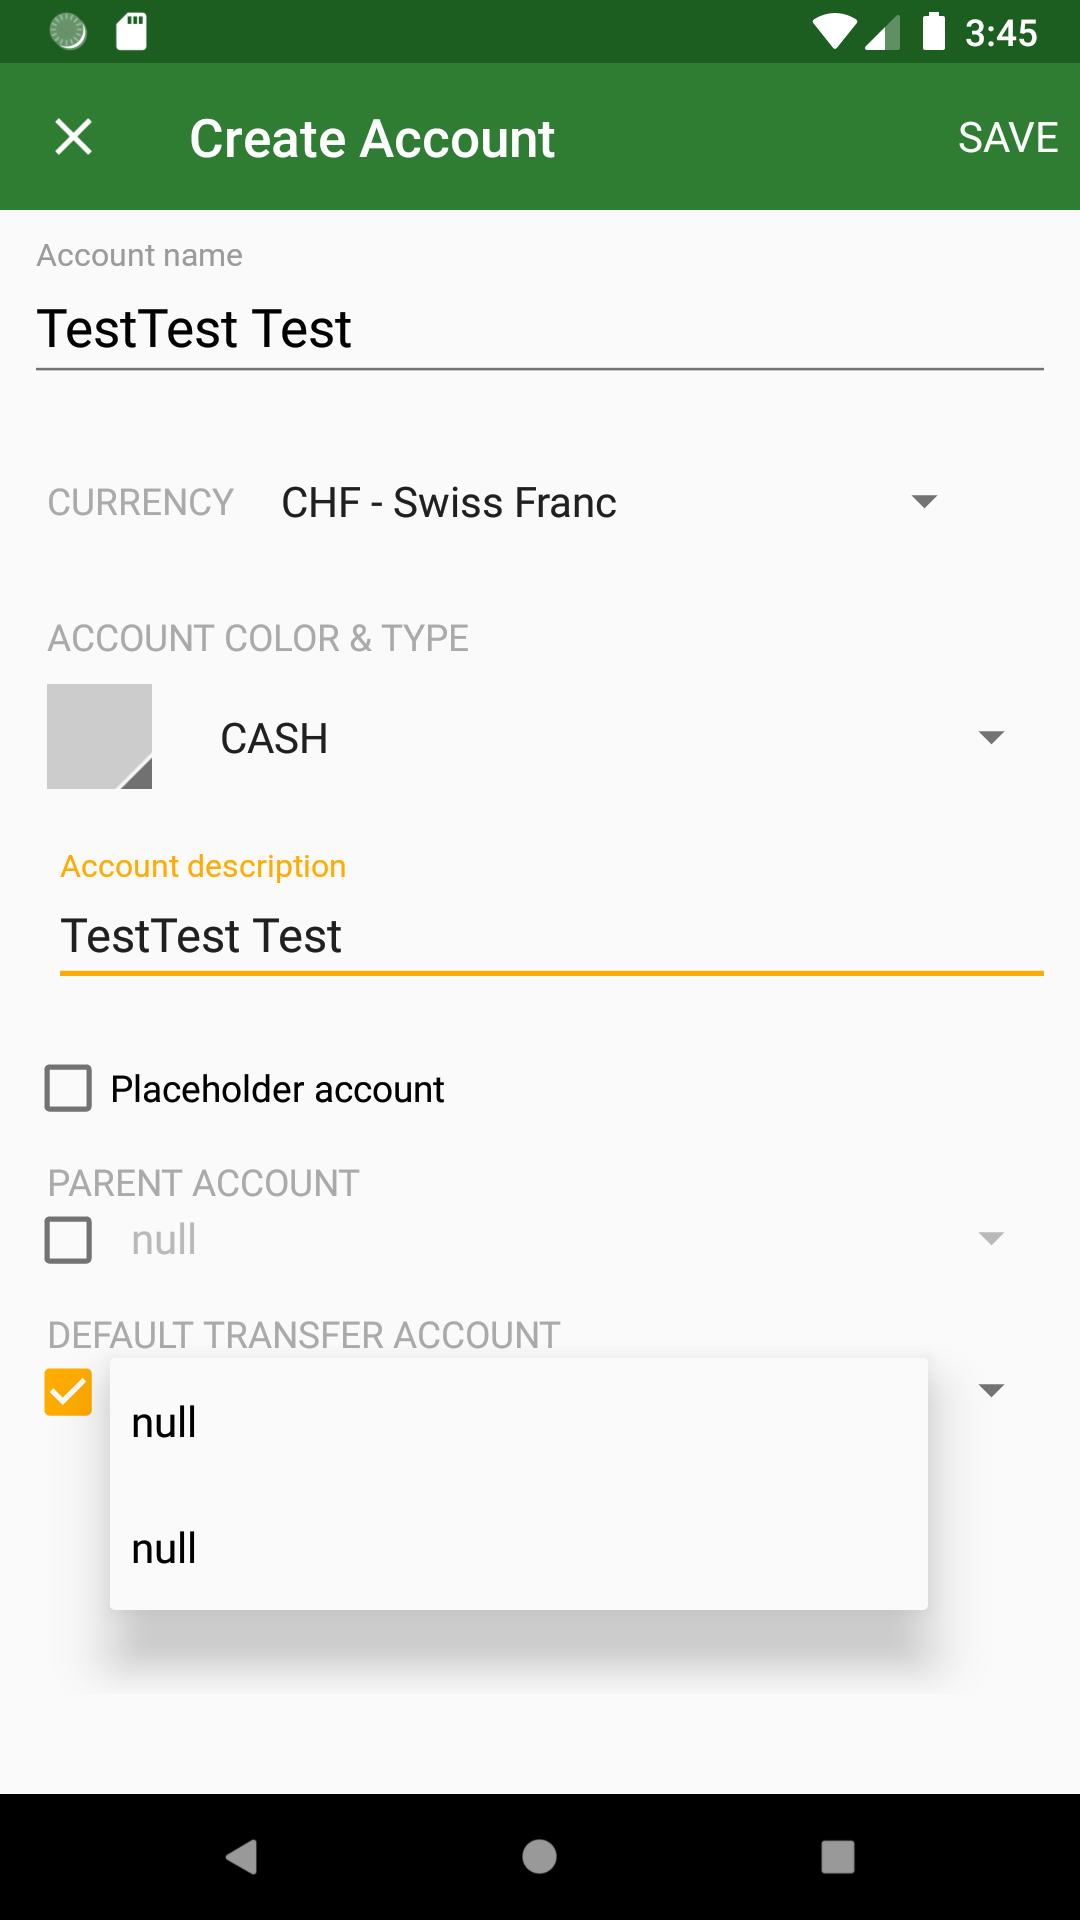 3:45
Create Account
SAVE
Account name
TestTest Test
CURRENCY CHF - Swiss Franc
ACCOUNT COLOR & TYPE
CASH
Account description
TestTest Test
Placeholder account
PARENT ACCOUNT
null
DEFAULT TRANSFER ACCOUNT
null
null